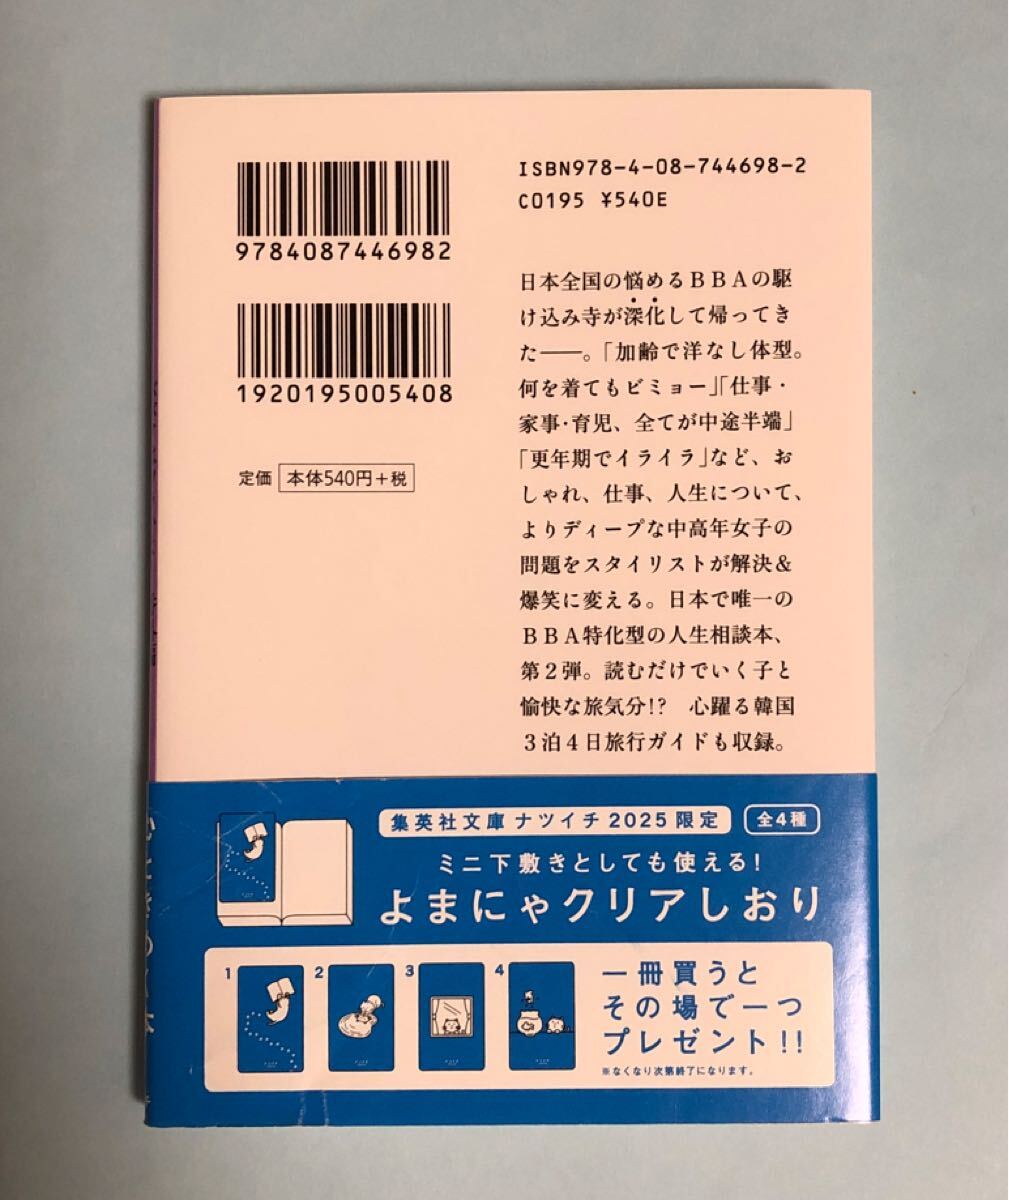 9784087446982
1920195005408
定価 本体540円+税
ISBN978-4-08-744698-2
C0195 ¥540E
日本全国の悩めるBBAの駆
け込み寺が深化して帰ってき
た――。「加齢で洋なし体型。
何を着てもビミョー」「仕事・
家事・育児、全てが中途半端」
「更年期でイライラ」など、お
しゃれ、仕事、人生について、
よりディープな中高年女子の
問題をスタイリストが解決&
爆笑に変える。日本で唯一の
BBA特化型の人生相談本、
第2弾。読むだけでいく子と
愉快な旅気分!? 心躍る韓国
3泊4日旅行ガイドも収録。
集英社文庫 ナツイチ2025限定 全4種
ミニ下敷きとしても使える!
よまにゃクリアしおり
1 2 3 4
一冊買うと
その場で一つ
プレゼント!!
※なくなり次第終了になります。